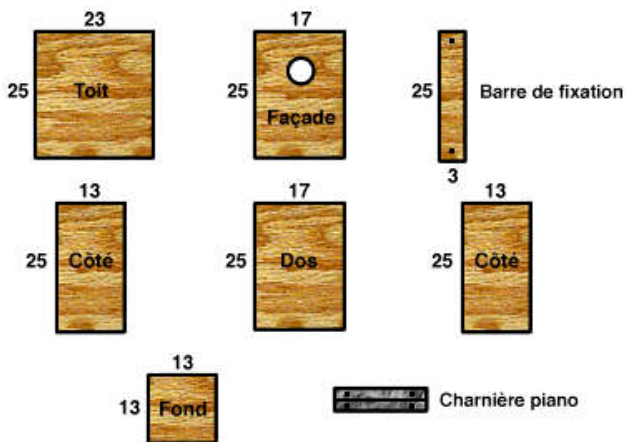 23
17
25
Toit
25
Façade
25
Barre de fixation
3
13
17
13
25
Côté
25
Dos
25
Côté
13
13
Fond
Charnière piano